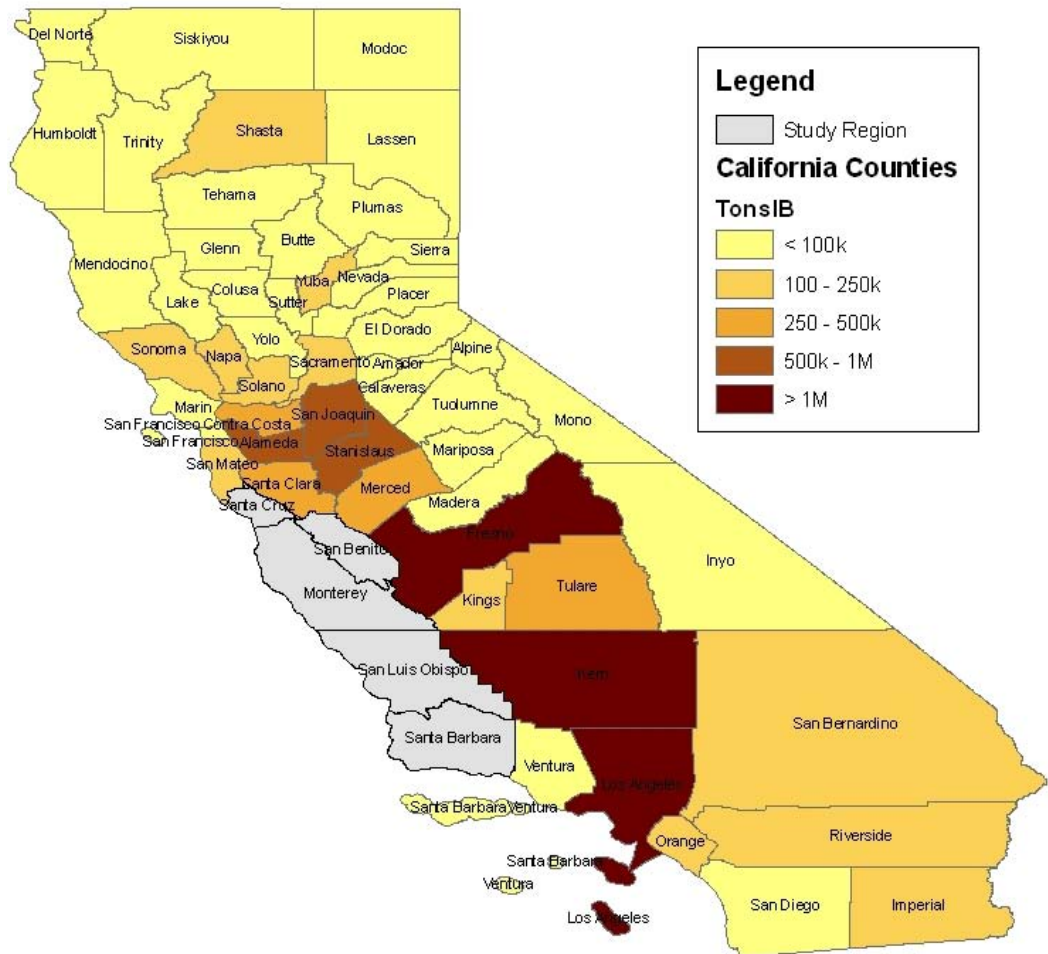 Del Norte
Siskiyou
Modoc
Legend
Study Region
California Counties
TonsIB
< 100k
100 - 250k
250 - 500k
500k - 1M
> 1M
Humboldt
Trinity
Shasta
Lassen
Tehama
Plumas
Mendocino
Glenn
Butte
Sierra
Lake
Colusa
Sutter
Yuba
Nevada
Placer
Yolo
El Dorado
Sonoma
Napa
Solano
Sacramento
Amador
Alpine
Calaveras
Marin
San Francisco
Contra Costa
San Joaquin
Tuolumne
Mono
San Francisco
Alameda
Stanislaus
Mariposa
San Mateo
Santa Clara
Merced
Madera
Santa Cruz
San Benito
Fresno
Inyo
Monterey
Kings
Tulare
San Luis Obispo
Kern
San Bernardino
Santa Barbara
Ventura
Los Angeles
Santa Barbara
Ventura
Orange
Riverside
Santa Barbara
Ventura
Los Angeles
San Diego
Imperial